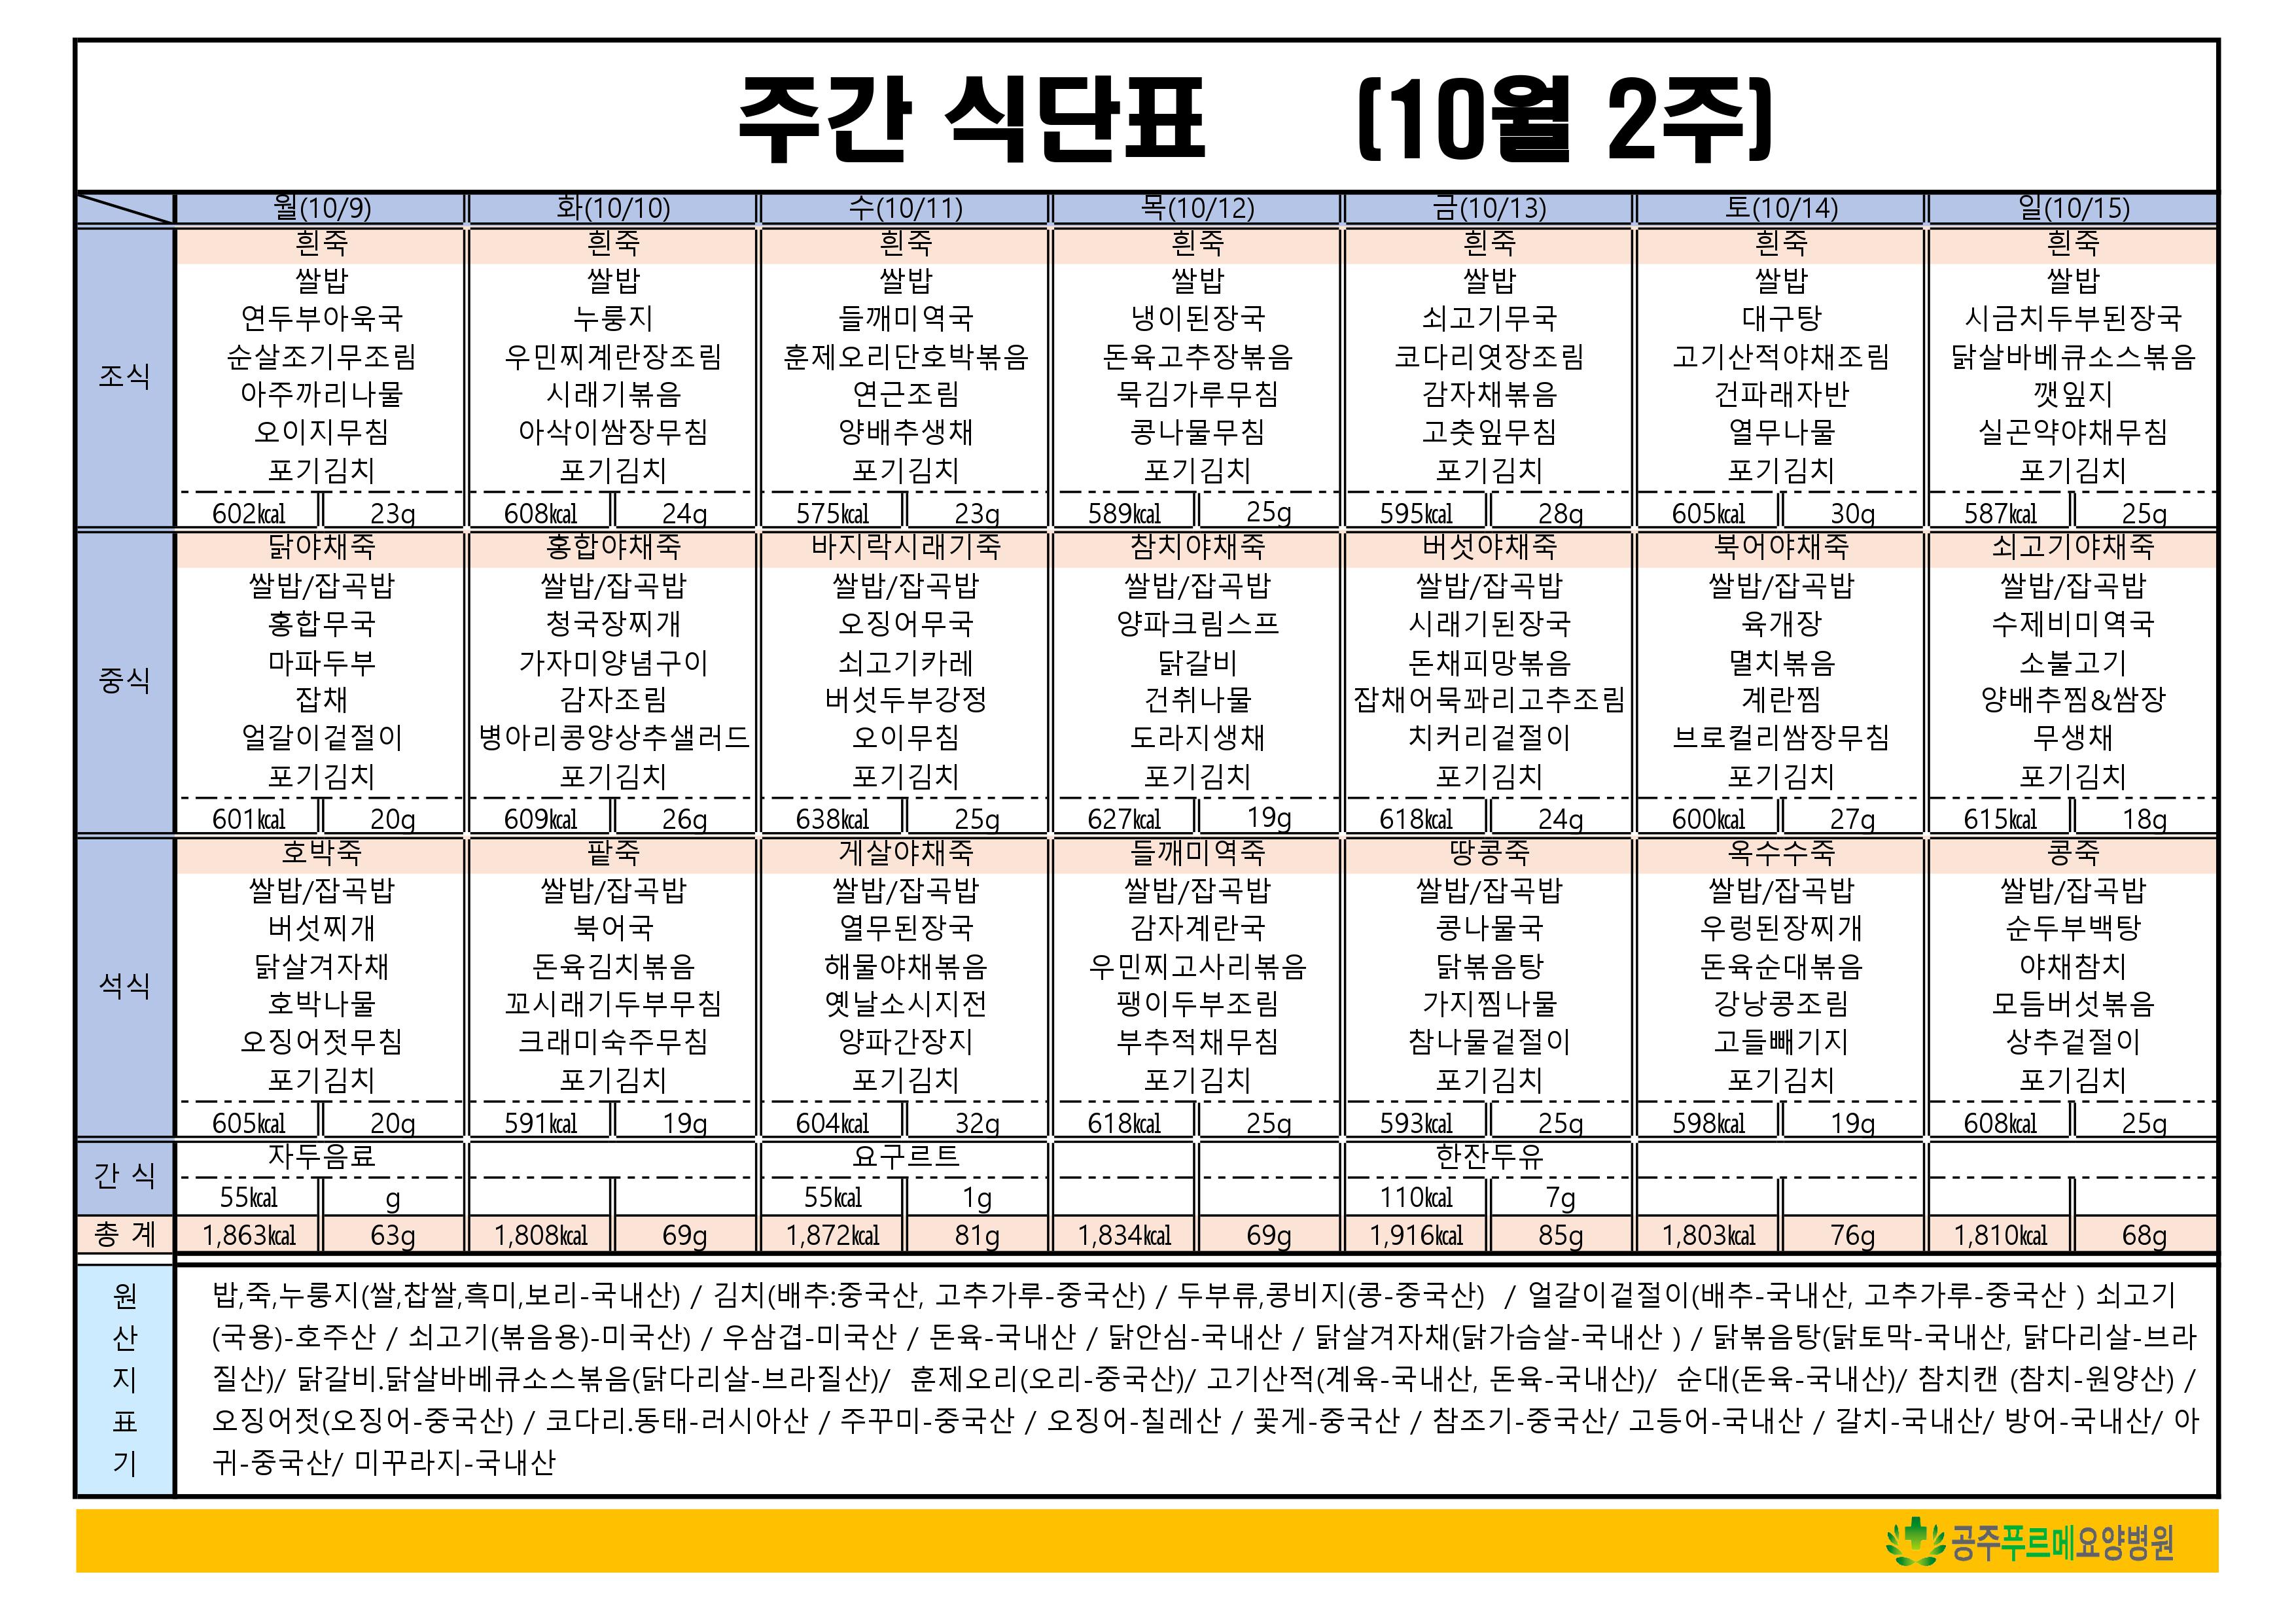 주간 식단표 (10월 2주)
월(10/9) 화(10/10) 수(10/11) 목(10/12) 금(10/13) 토(10/14) 일(10/15)
조식
흰죽 흰죽 흰죽 흰죽 흰죽 흰죽 흰죽
쌀밥 쌀밥 쌀밥 쌀밥 쌀밥 쌀밥 쌀밥
연두부아욱국 누룽지 들깨미역국 냉이된장국 쇠고기무국 대구탕 시금치두부된장국
순살조기무조림 우민찌계란장조림 훈제오리단호박볶음 돈육고추장볶음 코다리엿장조림 고기산적야채조림 닭살바베큐소스볶음
아주까리나물 시래기볶음 연근조림 묵김가루무침 감자채볶음 건파래자반 깻잎지
오이지무침 아삭이쌈장무침 양배추생채 콩나물무침 고춧잎무침 열무나물 실곤약야채무침
포기김치 포기김치 포기김치 포기김치 포기김치 포기김치 포기김치
602㎉ 23g 608㎉ 24g 575㎉ 23g 589㎉ 25g 595㎉ 28g 605㎉ 30g 587㎉ 25g
중식
닭야채죽 홍합야채죽 바지락시래기죽 참치야채죽 버섯야채죽 북어야채죽 쇠고기야채죽
쌀밥/잡곡밥 쌀밥/잡곡밥 쌀밥/잡곡밥 쌀밥/잡곡밥 쌀밥/잡곡밥 쌀밥/잡곡밥 쌀밥/잡곡밥
홍합무국 청국장찌개 오징어무국 양파크림스프 시래기된장국 육개장 수제비미역국
마파두부 가자미양념구이 쇠고기카레 닭갈비 돈채피망볶음 멸치볶음 소불고기
잡채 감자조림 버섯두부강정 건취나물 잡채어묵꽈리고추조림 계란찜 양배추찜&쌈장
얼갈이겉절이 병아리콩양상추샐러드 오이무침 도라지생채 치커리겉절이 브로컬리쌈장무침 무생채
포기김치 포기김치 포기김치 포기김치 포기김치 포기김치 포기김치
601㎉ 20g 609㎉ 26g 638㎉ 25g 627㎉ 19g 618㎉ 24g 600㎉ 27g 615㎉ 18g
석식
호박죽 팥죽 게살야채죽 들깨미역죽 땅콩죽 옥수수죽 콩죽
쌀밥/잡곡밥 쌀밥/잡곡밥 쌀밥/잡곡밥 쌀밥/잡곡밥 쌀밥/잡곡밥 쌀밥/잡곡밥 쌀밥/잡곡밥
버섯찌개 북어국 열무된장국 감자계란국 콩나물국 우렁된장찌개 순두부백탕
닭살겨자채 돈육김치볶음 해물야채볶음 우민찌고사리볶음 닭볶음탕 돈육순대볶음 야채참치
호박나물 꼬시래기두부무침 옛날소시지전 팽이두부조림 가지찜나물 강낭콩조림 모듬버섯볶음
오징어젓무침 크래미숙주무침 양파간장지 부추적채무침 참나물겉절이 고들빼기지 상추겉절이
포기김치 포기김치 포기김치 포기김치 포기김치 포기김치 포기김치
605㎉ 20g 591㎉ 19g 604㎉ 32g 618㎉ 25g 593㎉ 25g 598㎉ 19g 608㎉ 25g
간 식
자두음료 요구르트 한잔두유
55㎉ g 55㎉ 1g 110㎉ 7g
총 계 1,863㎉ 63g 1,808㎉ 69g 1,872㎉ 81g 1,834㎉ 69g 1,916㎉ 85g 1,803㎉ 76g 1,810㎉ 68g
원
산
지
표
기
밥,죽,누룽지(쌀,찹쌀,흑미,보리-국내산) / 김치(배추:중국산, 고추가루-중국산) / 두부류,콩비지(콩-중국산) / 얼갈이겉절이(배추-국내산, 고추가루-중국산 ) 쇠고기
(국용)-호주산 / 쇠고기(볶음용)-미국산) / 우삼겹-미국산 / 돈육-국내산 / 닭안심-국내산 / 닭살겨자채(닭가슴살-국내산 ) / 닭볶음탕(닭토막-국내산, 닭다리살-브라
질산)/ 닭갈비.닭살바베큐소스볶음(닭다리살-브라질산)/ 훈제오리(오리-중국산)/ 고기산적(계육-국내산, 돈육-국내산)/ 순대(돈육-국내산)/ 참치캔 (참치-원양산) /
오징어젓(오징어-중국산) / 코다리.동태-러시아산 / 주꾸미-중국산 / 오징어-칠레산 / 꽃게-중국산 / 참조기-중국산/ 고등어-국내산 / 갈치-국내산/ 방어-국내산/ 아
귀-중국산/ 미꾸라지-국내산
공주푸르메요양병원